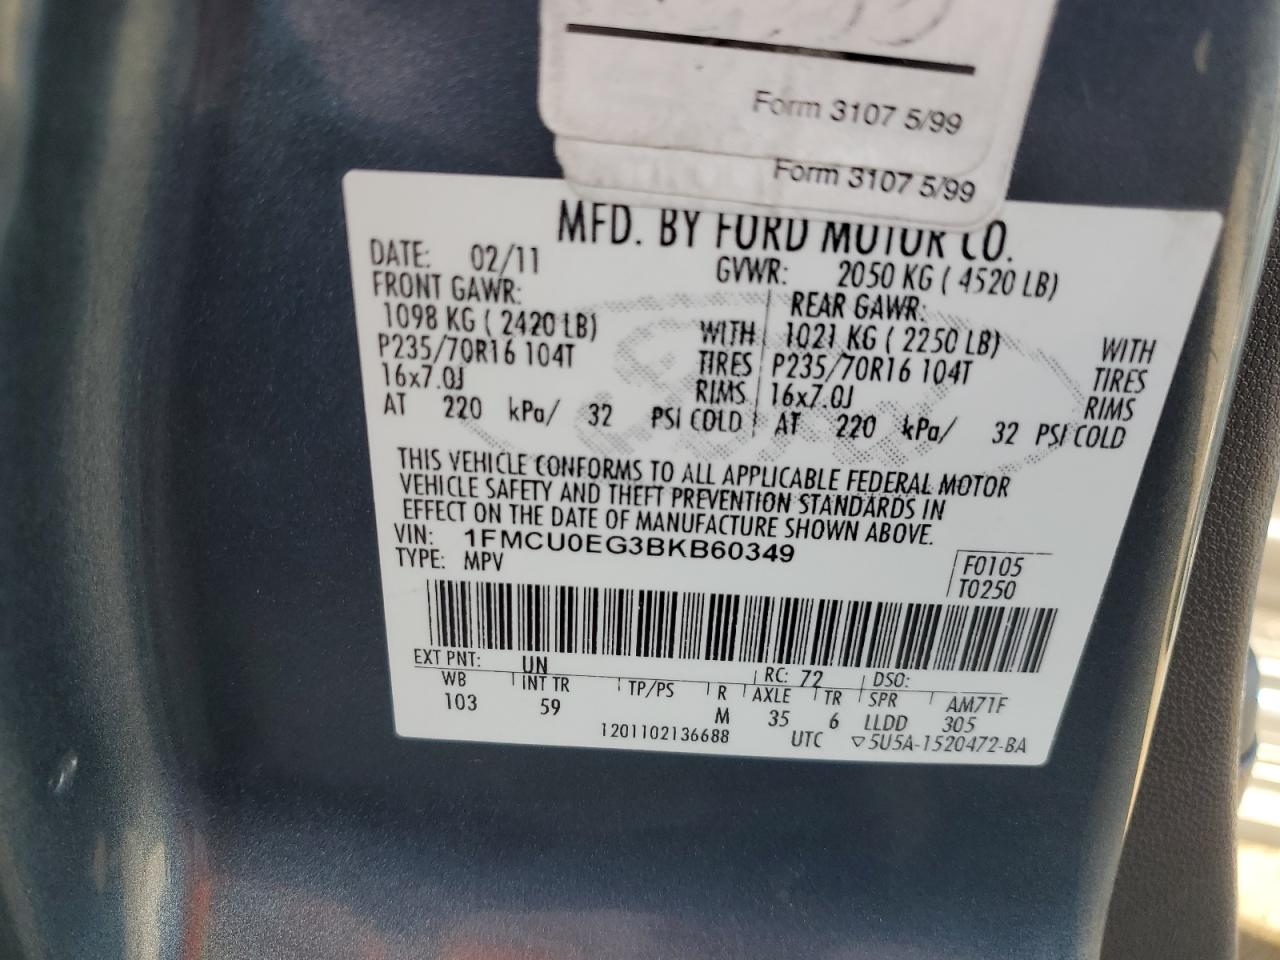 Form 3107 5/99
Form 3107 5/99
MFD. BY FORD MOTOR CO.
DATE: 02/11 GVWR: 2050 KG ( 4520 LB)
FRONT GAWR: REAR GAWR:
1098 KG ( 2420 LB) WITH 1021 KG ( 2250 LB) WITH
P235/70R16 104T TIRES P235/70R16 104T TIRES
16x7.0J RIMS 16x7.0J RIMS
AT 220 kPa/ 32 PSI COLD AT 220 kPa/ 32 PSI COLD
THIS VEHICLE CONFORMS TO ALL APPLICABLE FEDERAL MOTOR
VEHICLE SAFETY AND THEFT PREVENTION STANDARDS IN
EFFECT ON THE DATE OF MANUFACTURE SHOWN ABOVE.
VIN: 1FMCU0EG3BKB60349
TYPE: MPV
F0105
T0250
EXT PNT: UN RC: 72 DSO:
WB INT TR TP/PS R AXLE TR SPR AM71F
103 59 M 35 6 LLDD 305
1201102136688 UTC ▽5U5A-1520472-BA